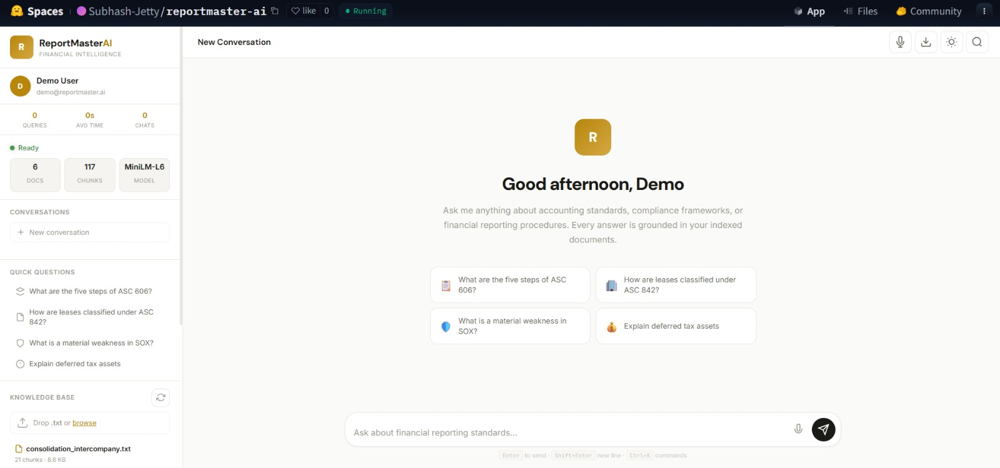 Spaces Subhash-Jetty/reportmaster-ai like 0 Running App Files Community
R ReportMasterAI
FINANCIAL INTELLIGENCE
D Demo User
demo@reportmaster.ai
0 0s 0
QUERIES AVG TIME CHATS
Ready
6 117 MiniLM-L6
DOCS CHUNKS MODEL
CONVERSATIONS
+ New conversation
QUICK QUESTIONS
What are the five steps of ASC 606?
How are leases classified under ASC
842?
What is a material weakness in SOX?
Explain deferred tax assets
KNOWLEDGE BASE
Drop .txt or browse
consolidation_intercompany.txt
21 chunks · 8.6 KB
New Conversation
R
Good afternoon, Demo
Ask me anything about accounting standards, compliance frameworks, or
financial reporting procedures. Every answer is grounded in your indexed
documents.
What are the five steps of ASC
606?
How are leases classified under
ASC 842?
What is a material weakness in
SOX?
Explain deferred tax assets
Ask about financial reporting standards...
Enter to send · Shift+Enter new line · Ctrl+K commands